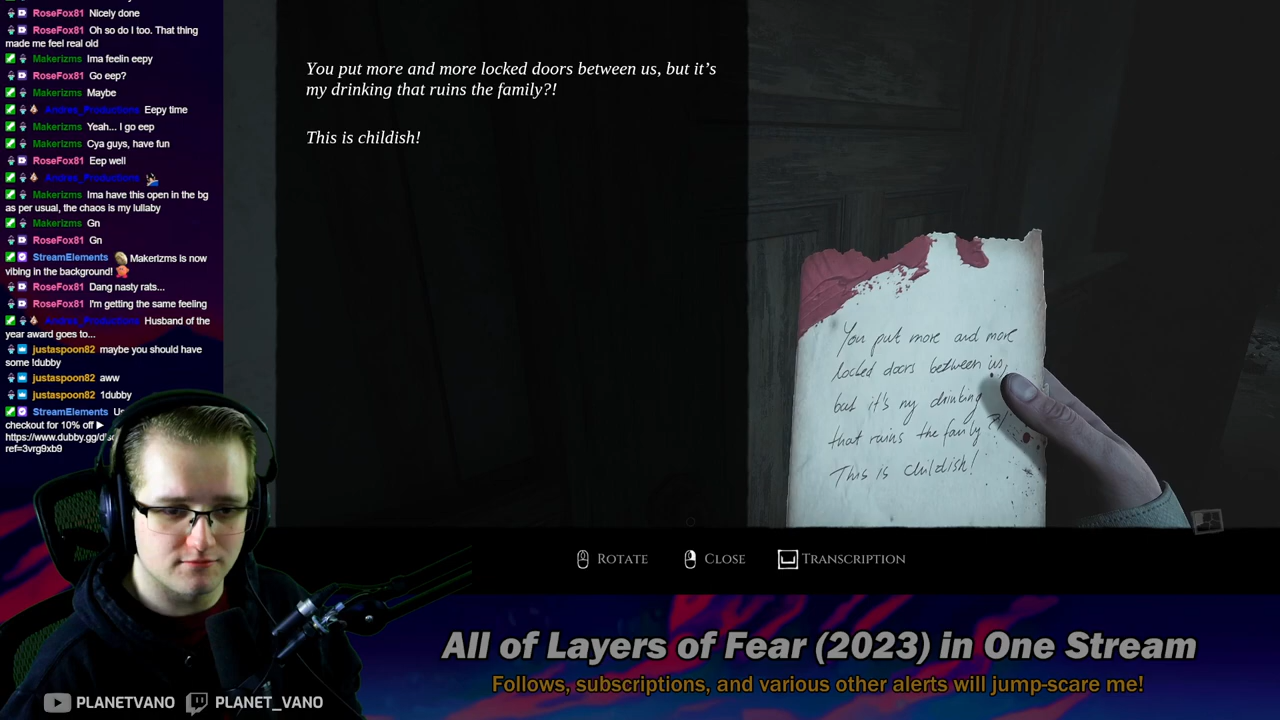 RoseFox81 Nicely done
RoseFox81 Oh so do I too. That thing
made me feel real old
Makerizms Ima feelin eepy
RoseFox81 Go eep?
Makerizms Maybe
Andres_Productions Eepy time
Makerizms Yeah... I go eep
Makerizms Cya guys, have fun
RoseFox81 Eep well
Andres_Productions
Makerizms Ima have this open in the bg
as per usual, the chaos is my lullaby
Makerizms Gn
RoseFox81 Gn
StreamElements Makerizms is now
vibing in the background!
RoseFox81 Dang nasty rats...
RoseFox81 I'm getting the same feeling
Andres_Productions Husband of the
year award goes to...
justaspoon82 maybe you should have
some !dubby
justaspoon82 aww
justaspoon82 1dubby
StreamElements
checkout for 10% off ▶
https://www.dubby.gg/
ref=3vrg9xb9
You put more and more locked doors between us, but it's
my drinking that ruins the family?!
This is childish!
You put more and more
locked doors between us,
but it's my drinking
that ruins the family?!
This is childish!
ROTATE CLOSE TRANSCRIPTION
All of Layers of Fear (2023) in One Stream
Follows, subscriptions, and various other alerts will jump-scare me!
PLANETVANO PLANET_VANO